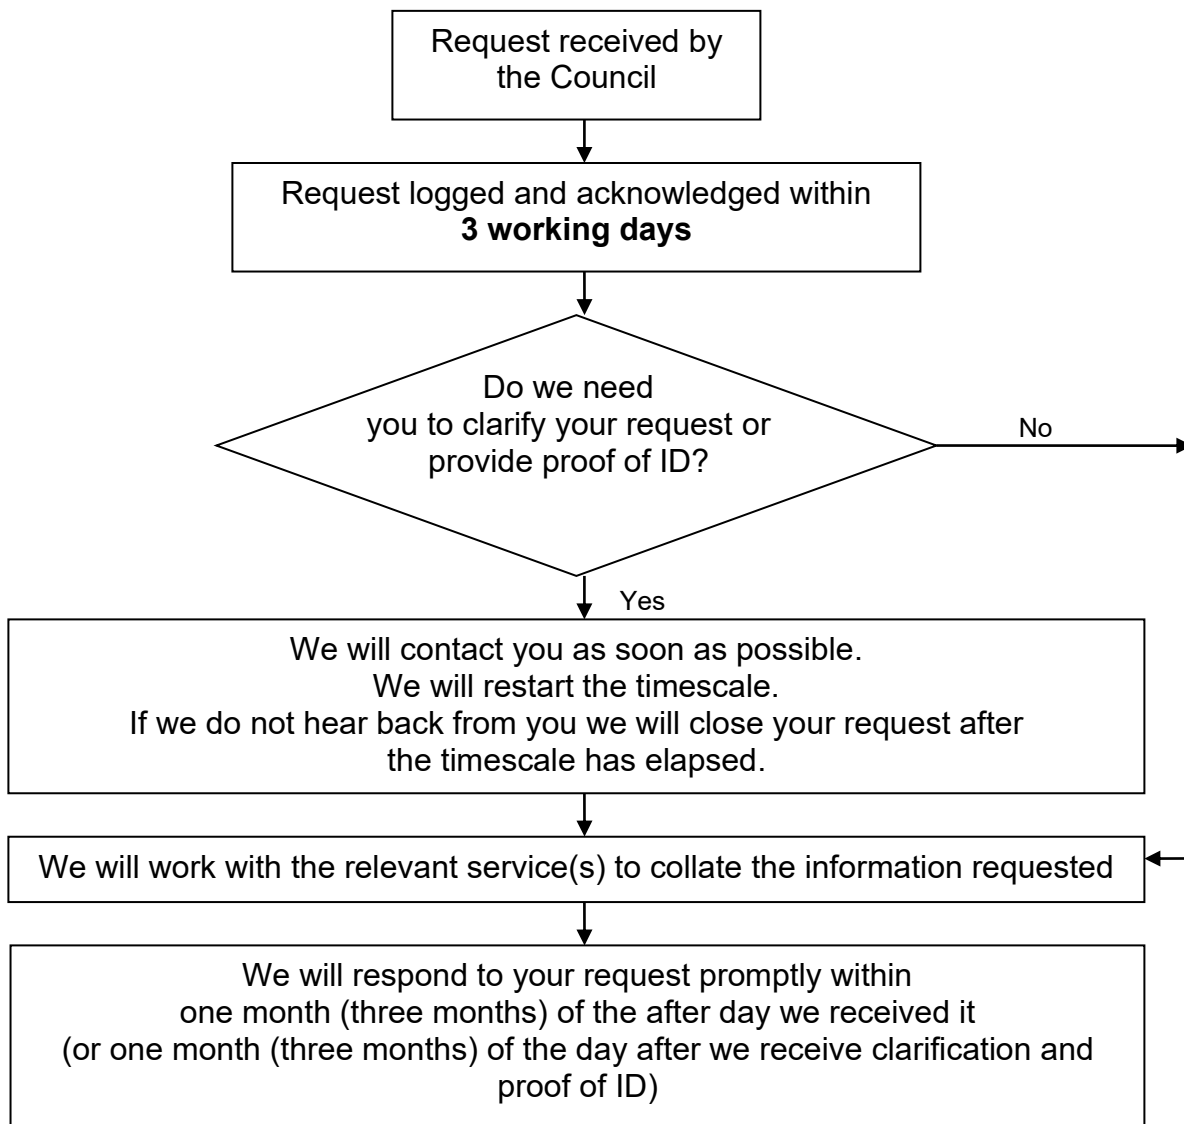 Request received by
the Council
Request logged and acknowledged within
3 working days
Do we need
you to clarify your request or
provide proof of ID?
No
Yes
We will contact you as soon as possible.
We will restart the timescale.
If we do not hear back from you we will close your request after
the timescale has elapsed.
We will work with the relevant service(s) to collate the information requested
We will respond to your request promptly within
one month (three months) of the after day we received it
(or one month (three months) of the day after we receive clarification and
proof of ID)